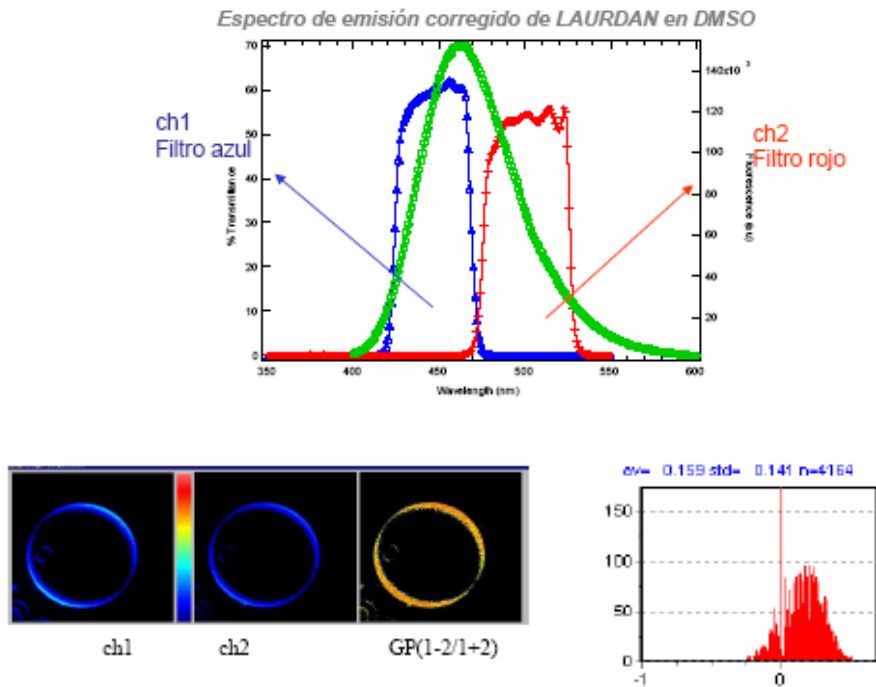 Espectro de emisión corregido de LAURDAN en DMSO
ch1
Filtro azul
ch2
Filtro rojo
% Transmittance
70
60
50
40
30
20
10
0
140x10³
120
100
80
60
40
20
Fluorescence (au)
350
400
450
500
550
600
Wavelength (nm)
ch1
ch2
GP(1-2/1+2)
av= 0.159 std= 0.141 n=4164
150
100
50
0
-1
0